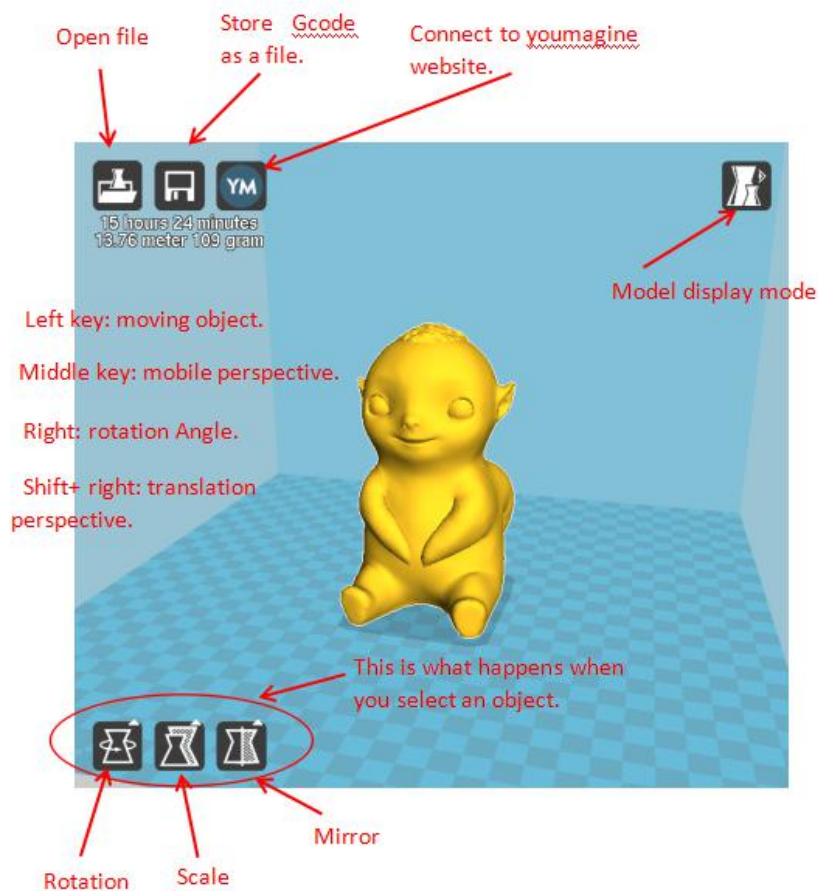 Open file
Store Gcode
as a file.
Connect to youmagine
website.
YM
15 hours 24 minutes
13.76 meter 109 gram
Model display mode
Left key: moving object.
Middle key: mobile perspective.
Right: rotation Angle.
Shift+ right: translation
perspective.
This is what happens when
you select an object.
Mirror
Rotation
Scale